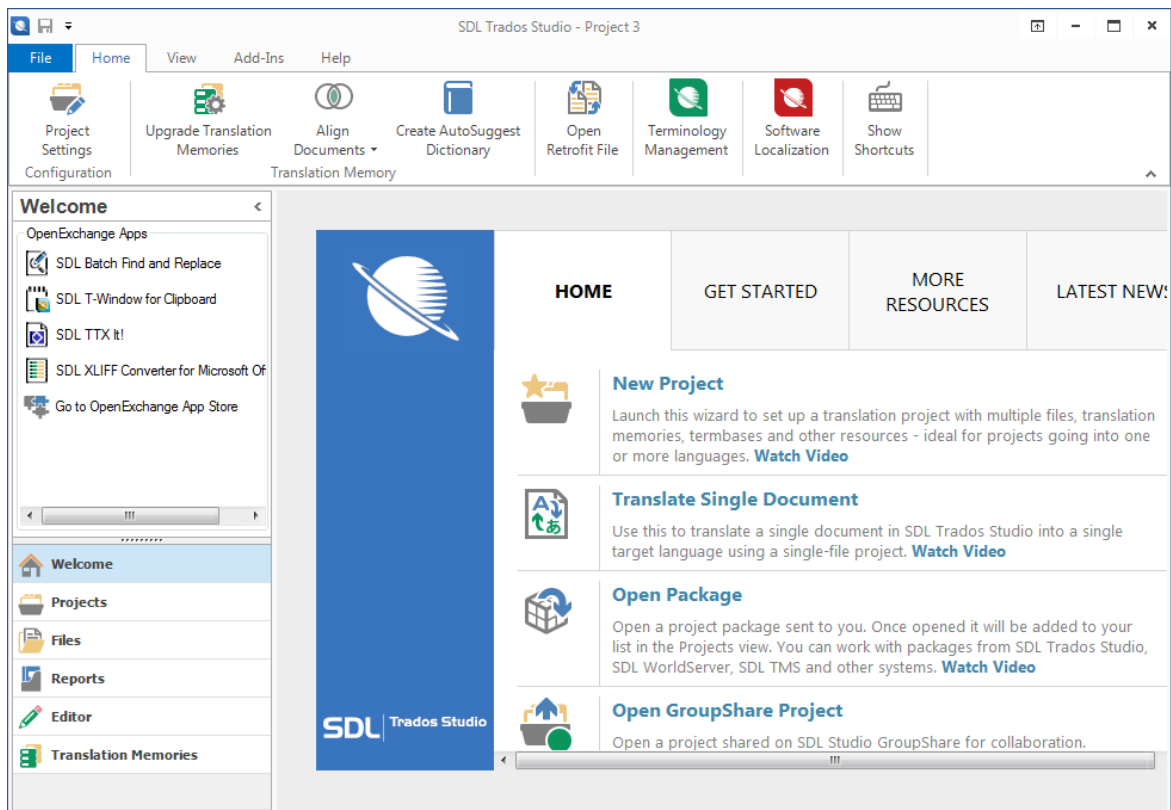 SDL Trados Studio - Project 3
File Home View Add-Ins Help
Project Settings
Upgrade Translation Memories
Align Documents
Create AutoSuggest Dictionary
Open Retrofit File
Terminology Management
Software Localization
Show Shortcuts
Configuration
Translation Memory
Welcome
OpenExchange Apps
SDL Batch Find and Replace
SDL T-Window for Clipboard
SDL TTX It!
SDL XLIFF Converter for Microsoft Of
Go to OpenExchange App Store
Welcome
Projects
Files
Reports
Editor
Translation Memories
SDL Trados Studio
HOME
GET STARTED
MORE
RESOURCES
LATEST NEWS
New Project
Launch this wizard to set up a translation project with multiple files, translation
memories, termbases and other resources - ideal for projects going into one
or more languages. Watch Video
A あ
Translate Single Document
Use this to translate a single document in SDL Trados Studio into a single
target language using a single-file project. Watch Video
Open Package
Open a project package sent to you. Once opened it will be added to your
list in the Projects view. You can work with packages from SDL Trados Studio,
SDL WorldServer, SDL TMS and other systems. Watch Video
Open GroupShare Project
Open a project shared on SDL Studio GroupShare for collaboration.